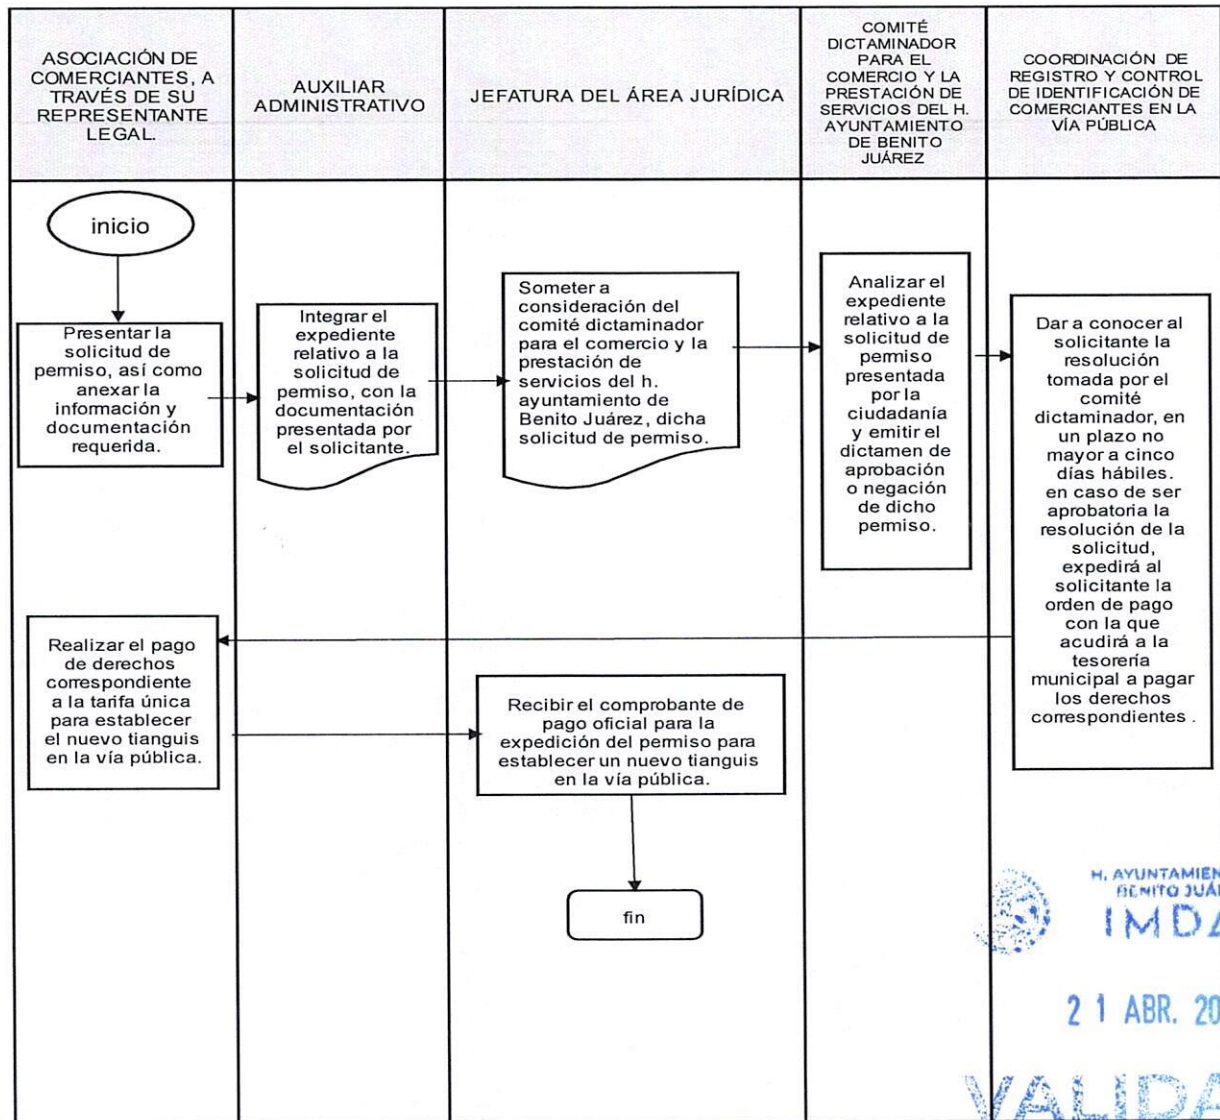 ASOCIACIÓN DE
COMERCIANTES, A
TRAVÉS DE SU
REPRESENTANTE
LEGAL.
AUXILIAR
ADMINISTRATIVO
JEFATURA DEL ÁREA JURÍDICA
COMITÉ
DICTAMINADOR
PARA EL
COMERCIO Y LA
PRESTACIÓN DE
SERVICIOS DEL H.
AYUNTAMIENTO
DE BENITO
JUÁREZ
COORDINACIÓN DE
REGISTRO Y CONTROL
DE IDENTIFICACIÓN DE
COMERCIANTES EN LA
VÍA PÚBLICA
inicio
Presentar la
solicitud de
permiso, así como
anexar la
información y
documentación
requerida.
Integrar el
expediente
relativo a la
solicitud de
permiso, con la
documentación
presentada por
el solicitante.
Someter a
consideración del
comité dictaminador
para el comercio y la
prestación de
servicios del h.
ayuntamiento de
Benito Juárez, dicha
solicitud de permiso.
Analizar el
expediente
relativo a la
solicitud de
permiso
presentada
por la
ciudadanía
y emitir el
dictamen de
aprobación
o negación
de dicho
permiso.
Dar a conocer al
solicitante la
resolución
tomada por el
comité
dictaminador, en
un plazo no
mayor a cinco
días hábiles.
en caso de ser
aprobatoria la
resolución de la
solicitud,
expedirá al
solicitante la
orden de pago
con la que
acudirá a la
tesorería
municipal a pagar
los derechos
correspondientes .
Realizar el pago
de derechos
correspondiente
a la tarifa única
para establecer
el nuevo tianguis
en la vía pública.
Recibir el comprobante de
pago oficial para la
expedición del permiso para
establecer un nuevo tianguis
en la vía pública.
fin
H. AYUNTAMIEN
BENITO JUÁ
IMDA
21 ABR. 20
VALIDA